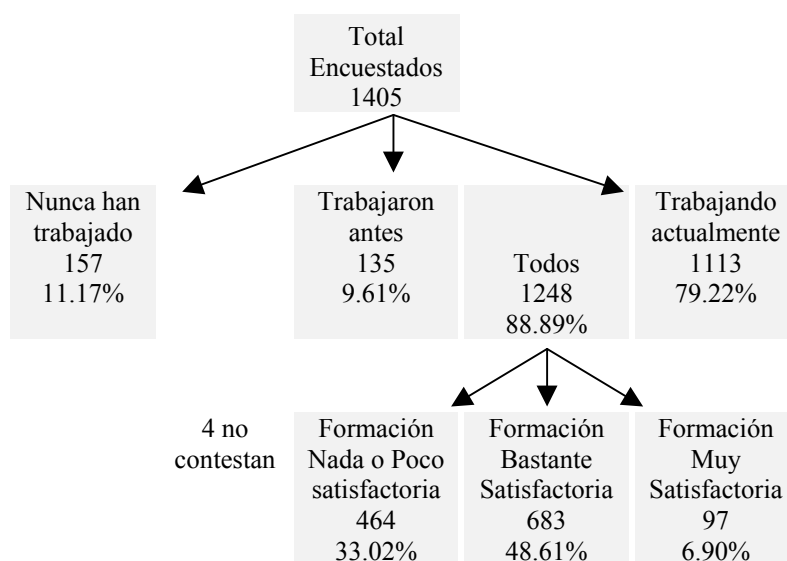 Total
Encuestados
1405
Nunca han
trabajado
157
11.17%
Trabajaron
antes
135
9.61%
Todos
1248
88.89%
Trabajando
actualmente
1113
79.22%
4 no
contestan
Formación
Nada o Poco
satisfactoria
464
33.02%
Formación
Bastante
Satisfactoria
683
48.61%
Formación
Muy
Satisfactoria
97
6.90%